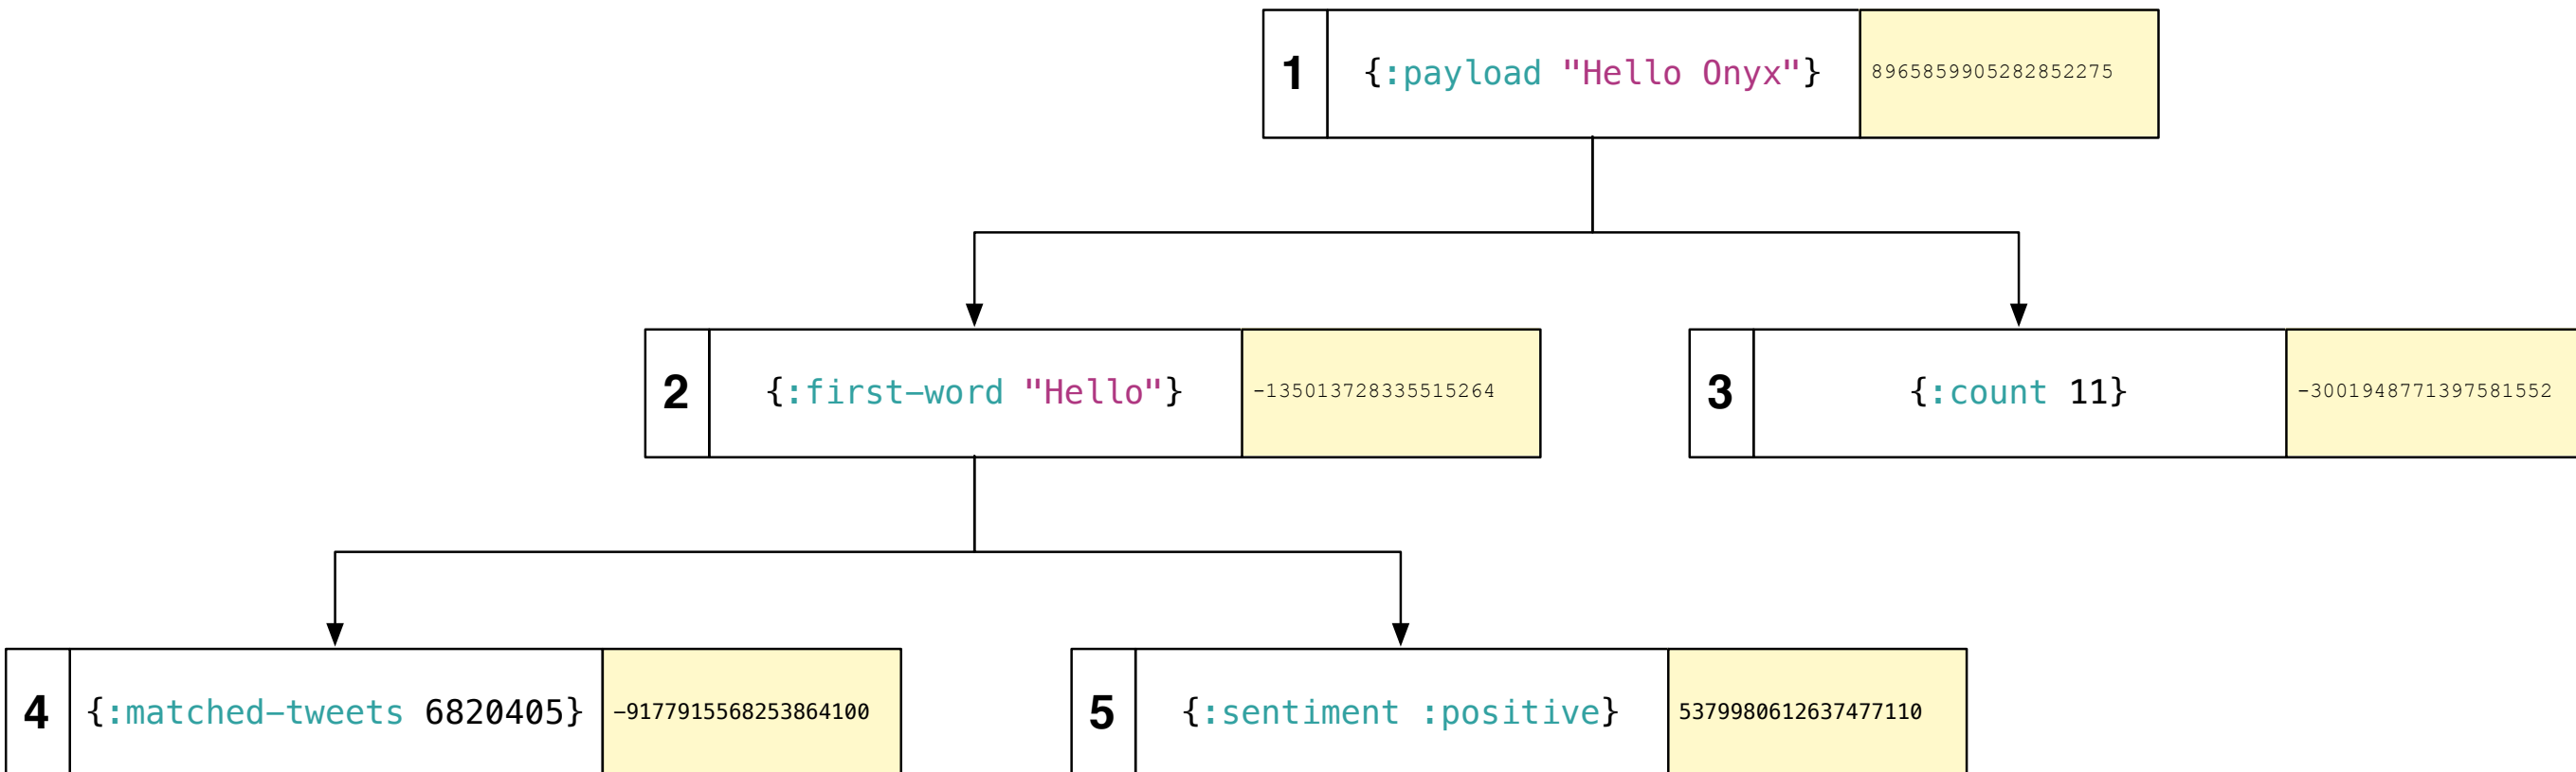 1 {:payload "Hello Onyx"} 8965859905282852275
2 {:first-word "Hello"} -135013728335515264
3 {:count 11} -3001948771397581552
4 {:matched-tweets 6820405} -9177915568253864100
5 {:sentiment :positive} 5379980612637477110